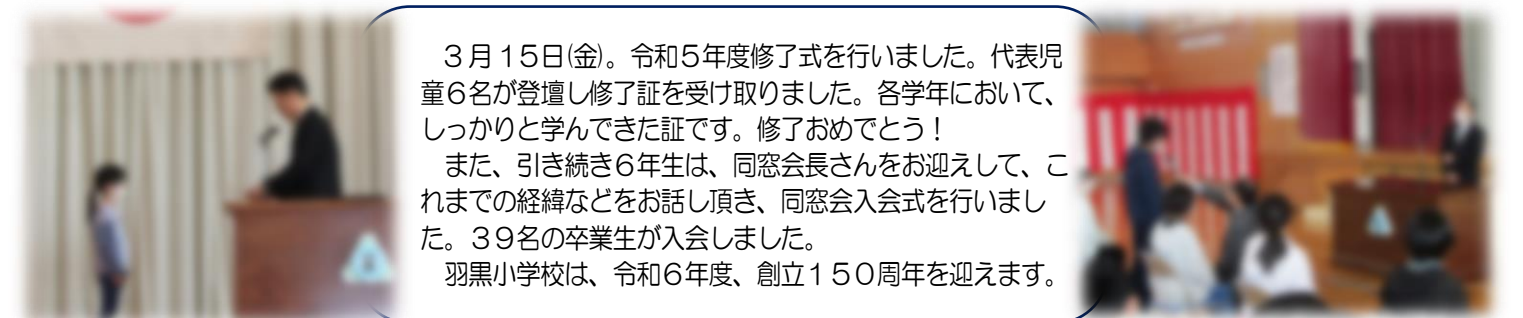 ３月１５日(金)。令和５年度修了式を行いました。代表児
童６名が登壇し修了証を受け取りました。各学年において、
しっかりと学んできた証です。修了おめでとう！
　また、引き続き６年生は、同窓会長さんをお迎えして、こ
れまでの経緯などをお話し頂き、同窓会入会式を行いまし
た。３９名の卒業生が入会しました。
　羽黒小学校は、令和６年度、創立１５０周年を迎えます。